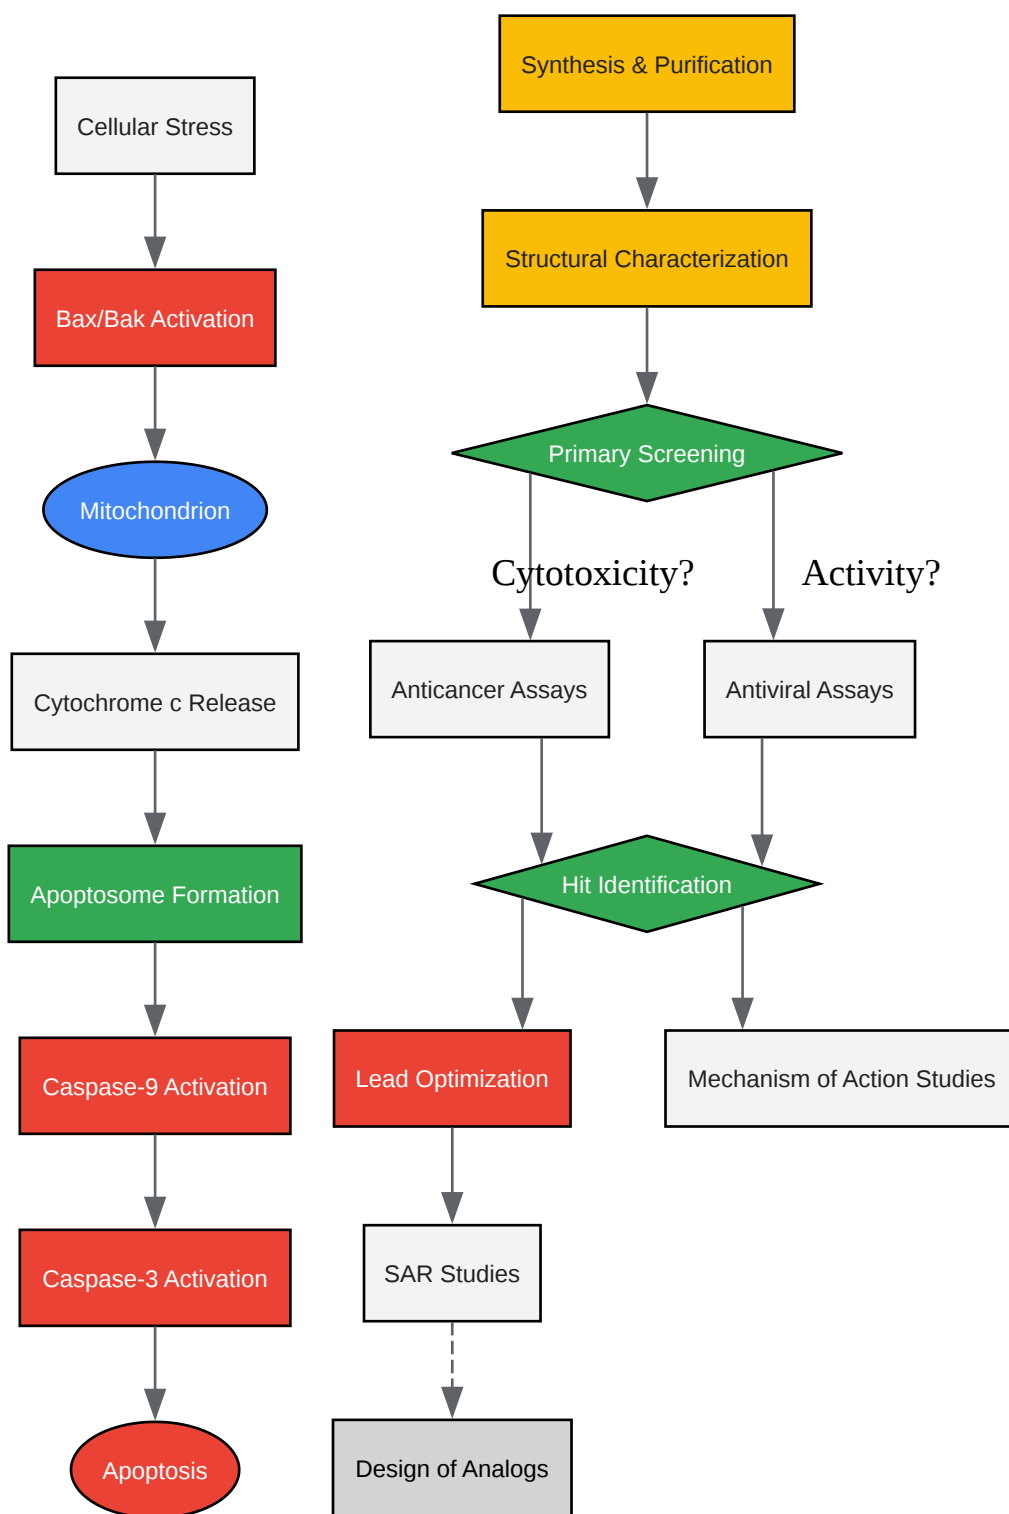 Cellular Stress
Bax/Bak Activation
Mitochondrion
Cytochrome c Release
Apoptosome Formation
Caspase-9 Activation
Caspase-3 Activation
Apoptosis
Synthesis & Purification
Structural Characterization
Primary Screening
Cytotoxicity?
Activity?
Anticancer Assays
Antiviral Assays
Hit Identification
Lead Optimization
Mechanism of Action Studies
SAR Studies
Design of Analogs